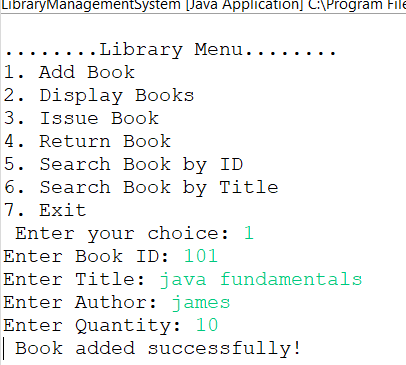 LibraryManagementSystem [Java Application] C:\Program File
........Library Menu........
1. Add Book
2. Display Books
3. Issue Book
4. Return Book
5. Search Book by ID
6. Search Book by Title
7. Exit
Enter your choice: 1
Enter Book ID: 101
Enter Title: java fundamentals
Enter Author: james
Enter Quantity: 10
Book added successfully!